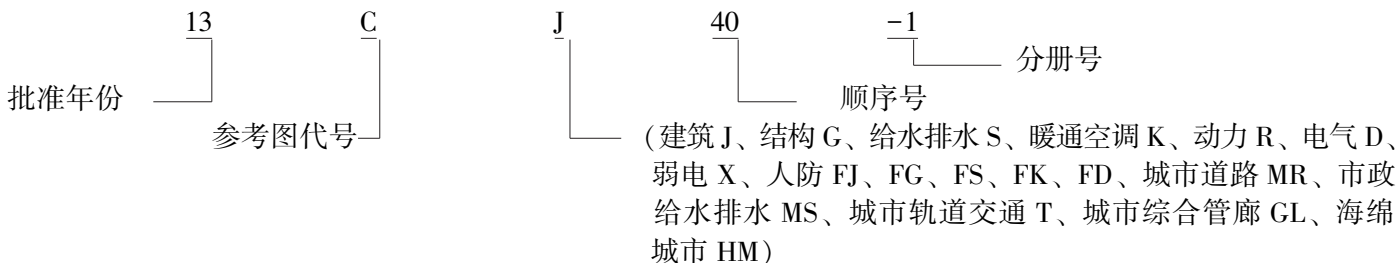 13 C J 40 -1
分册号
批准年份 顺序号
参考图代号 (建筑 J、结构 G、给水排水 S、暖通空调 K、动力 R、电气 D、
弱电 X、人防 FJ、FG、FS、FK、FD、城市道路 MR、市政
给水排水 MS、城市轨道交通 T、城市综合管廊 GL、海绵
城市 HM)